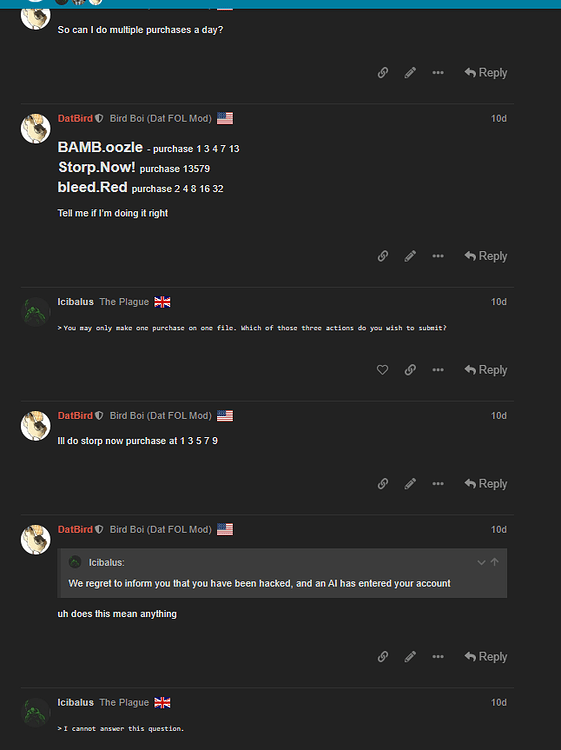 So can I do multiple purchases a day?
Reply
DatBird Bird Boi (Dat FOL Mod) 10d
BAMB.oozle - purchase 1 3 4 7 13
Storp.Now! purchase 13579
bleed.Red purchase 2 4 8 16 32
Tell me if I'm doing it right
Reply
Icibalus The Plague 10d
> You may only make one purchase on one file. Which of those three actions do you wish to submit?
Reply
DatBird Bird Boi (Dat FOL Mod) 10d
Ill do storp now purchase at 1 3 5 7 9
Reply
DatBird Bird Boi (Dat FOL Mod) 10d
Icibalus:
We regret to inform you that you have been hacked, and an AI has entered your account
uh does this mean anything
Reply
Icibalus The Plague 10d
> I cannot answer this question.